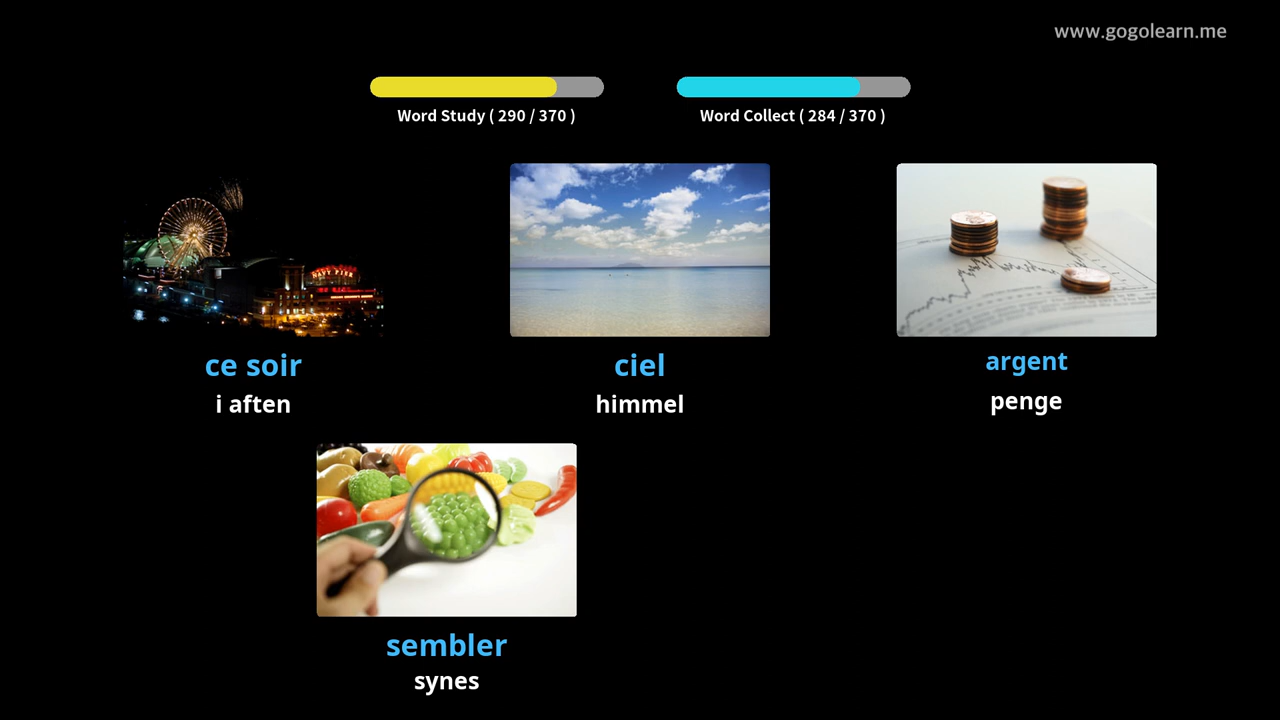 www.gogolearn.me
Word Study ( 290 / 370 )
Word Collect ( 284 / 370 )
ce soir
i aften
ciel
himmel
argent
penge
sembler
synes